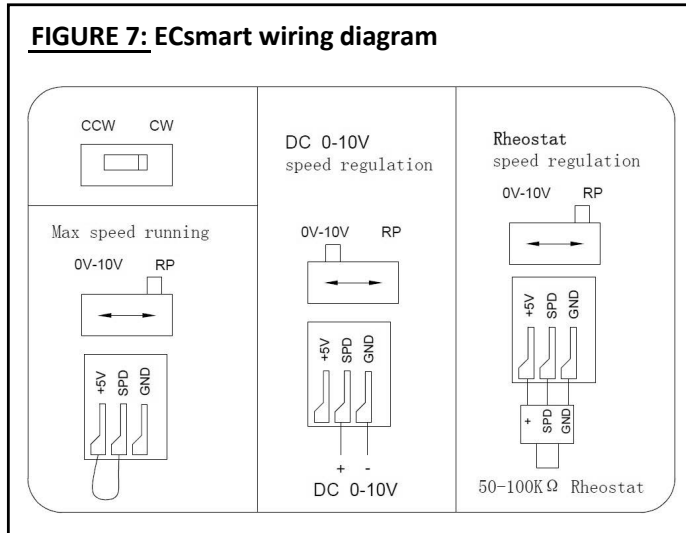 FIGURE 7: ECsmart wiring diagram
CCW CW
Max speed running
0V-10V RP
+5V SPD GND
DC 0-10V
speed regulation
0V-10V RP
+5V SPD GND
+ -
DC 0-10V
Rheostat
speed regulation
0V-10V RP
+5V SPD GND
+ SPD GND
50-100KΩ Rheostat